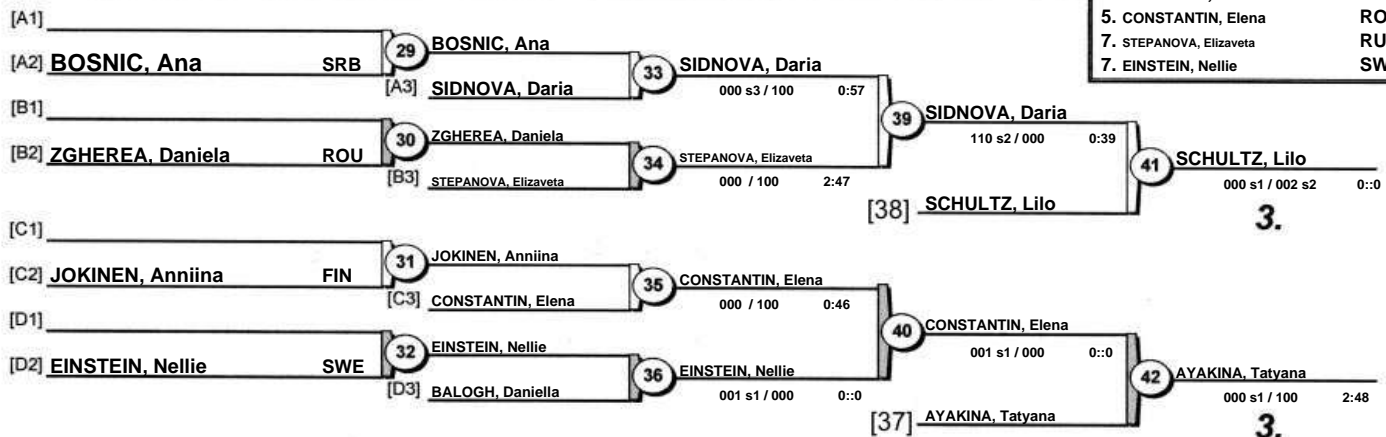 5. CONSTANTIN, Elena RO
7. STEPANOVA, Elizaveta RU
7. EINSTEIN, Nellie SW
[A1]
[A2] BOSNIC, Ana SRB
29
BOSNIC, Ana
[A3] SIDNOVA, Daria
33
SIDNOVA, Daria
000 s3 / 100 0:57
[B1]
[B2] ZGHEREA, Daniela ROU
30
ZGHEREA, Daniela
[B3] STEPANOVA, Elizaveta
34
STEPANOVA, Elizaveta
000 / 100 2:47
39
SIDNOVA, Daria
110 s2 / 000 0:39
[38] SCHULTZ, Lilo
41
SCHULTZ, Lilo
000 s1 / 002 s2 0::0
3.
[C1]
[C2] JOKINEN, Anniina FIN
31
JOKINEN, Anniina
[C3] CONSTANTIN, Elena
35
CONSTANTIN, Elena
000 / 100 0:46
[D1]
[D2] EINSTEIN, Nellie SWE
32
EINSTEIN, Nellie
[D3] BALOGH, Daniella
36
EINSTEIN, Nellie
001 s1 / 000 0::0
40
CONSTANTIN, Elena
001 s1 / 000 0::0
[37] AYAKINA, Tatyana
42
AYAKINA, Tatyana
000 s1 / 100 2:48
3.